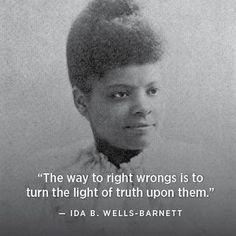 “The way to right wrongs is to
turn the light of truth upon them.”
— IDA B. WELLS-BARNETT